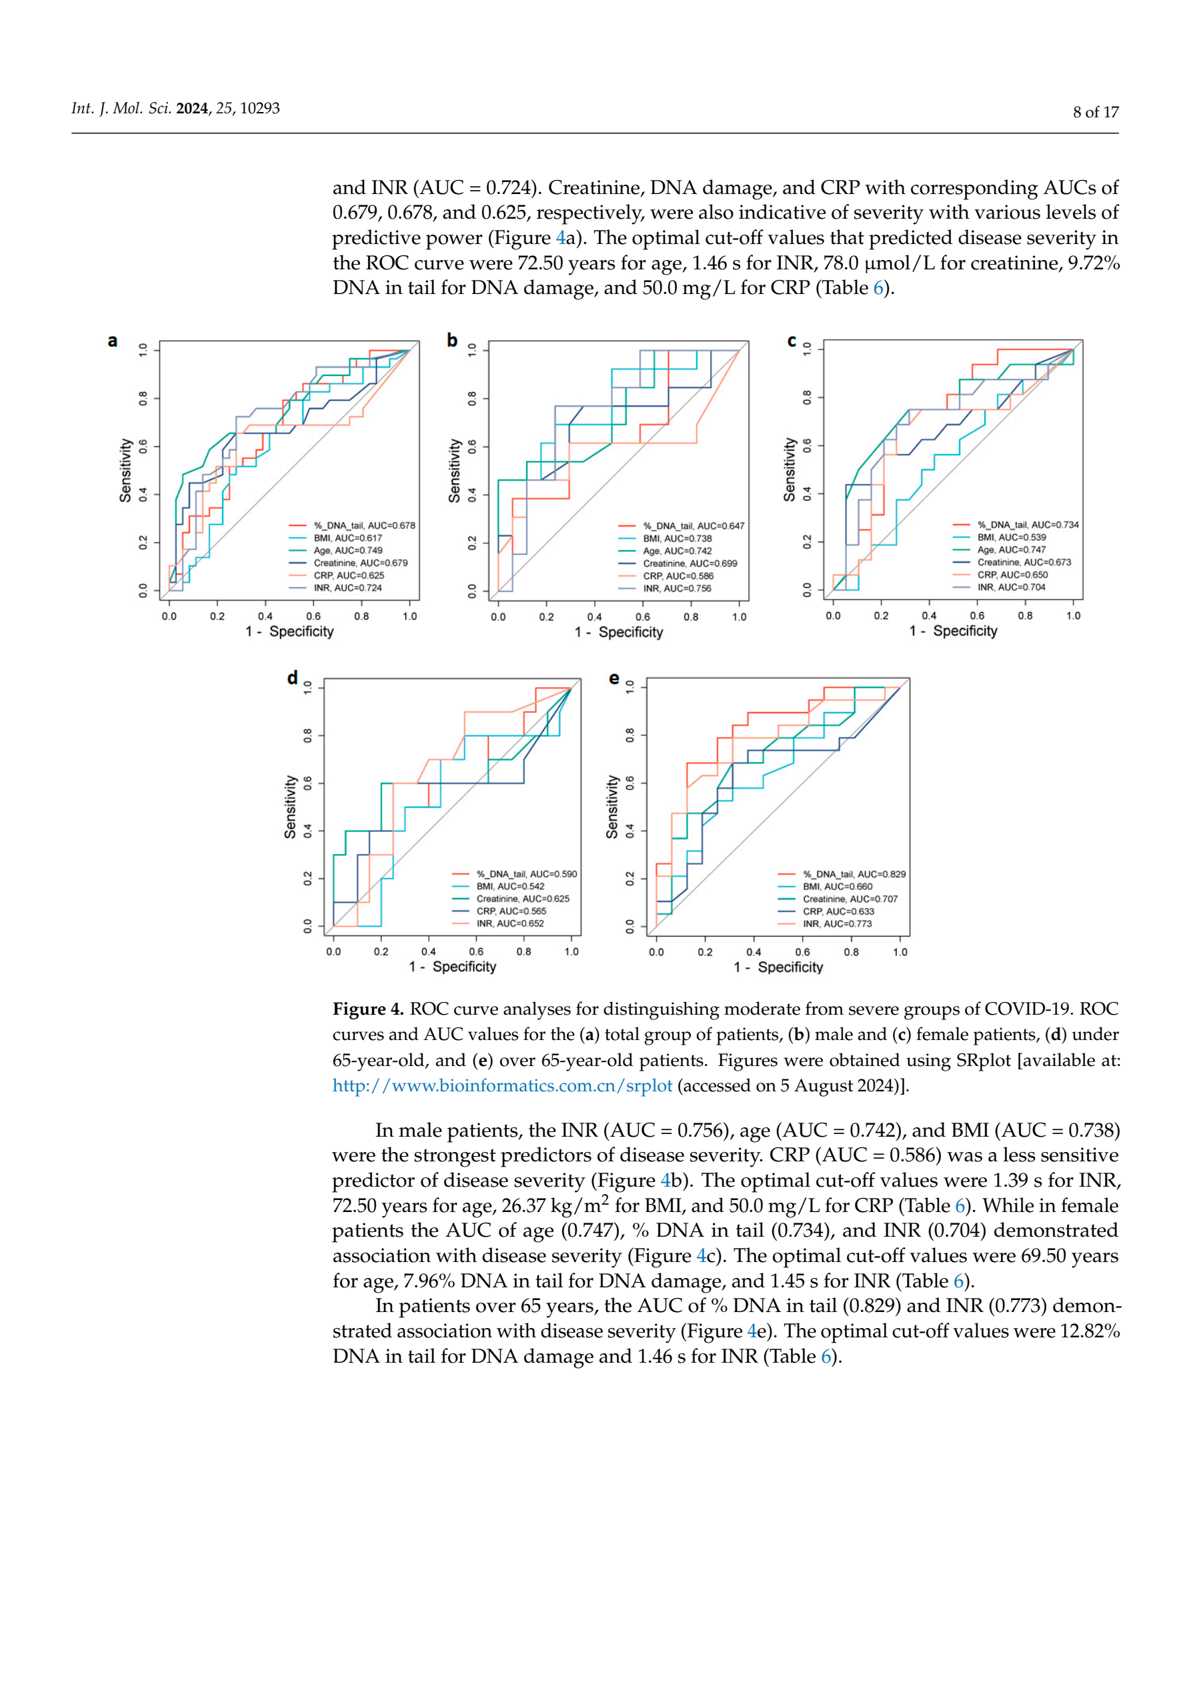 Int. J. Mol. Sci. 2024, 25, 10293
8 of 17
and INR (AUC = 0.724). Creatinine, DNA damage, and CRP with corresponding AUCs of
0.679, 0.678, and 0.625, respectively, were also indicative of severity with various levels of
predictive power (Figure 4a). The optimal cut-off values that predicted disease severity in
the ROC curve were 72.50 years for age, 1.46 s for INR, 78.0 µmol/L for creatinine, 9.72%
DNA in tail for DNA damage, and 50.0 mg/L for CRP (Table 6).
a
Sensitivity
0.0 0.2 0.4 0.6 0.8 1.0
%_DNA_tail, AUC=0.678
BMI, AUC=0.617
Age, AUC=0.749
Creatinine, AUC=0.679
CRP, AUC=0.625
INR, AUC=0.724
0.0 0.2 0.4 0.6 0.8 1.0
1 - Specificity
b
Sensitivity
0.0 0.2 0.4 0.6 0.8 1.0
%_DNA_tail, AUC=0.647
BMI, AUC=0.738
Age, AUC=0.742
Creatinine, AUC=0.699
CRP, AUC=0.586
INR, AUC=0.756
0.0 0.2 0.4 0.6 0.8 1.0
1 - Specificity
c
Sensitivity
0.0 0.2 0.4 0.6 0.8 1.0
%_DNA_tail, AUC=0.734
BMI, AUC=0.539
Age, AUC=0.747
Creatinine, AUC=0.673
CRP, AUC=0.650
INR, AUC=0.704
0.0 0.2 0.4 0.6 0.8 1.0
1 - Specificity
d
Sensitivity
0.0 0.2 0.4 0.6 0.8 1.0
%_DNA_tail, AUC=0.590
BMI, AUC=0.542
Creatinine, AUC=0.625
CRP, AUC=0.565
INR, AUC=0.652
0.0 0.2 0.4 0.6 0.8 1.0
1 - Specificity
e
Sensitivity
0.0 0.2 0.4 0.6 0.8 1.0
%_DNA_tail, AUC=0.829
BMI, AUC=0.660
Creatinine, AUC=0.707
CRP, AUC=0.633
INR, AUC=0.773
0.0 0.2 0.4 0.6 0.8 1.0
1 - Specificity
Figure 4. ROC curve analyses for distinguishing moderate from severe groups of COVID-19. ROC
curves and AUC values for the (a) total group of patients, (b) male and (c) female patients, (d) under
65-year-old, and (e) over 65-year-old patients. Figures were obtained using SRplot [available at:
http://www.bioinformatics.com.cn/srplot (accessed on 5 August 2024)].
In male patients, the INR (AUC = 0.756), age (AUC = 0.742), and BMI (AUC = 0.738)
were the strongest predictors of disease severity. CRP (AUC = 0.586) was a less sensitive
predictor of disease severity (Figure 4b). The optimal cut-off values were 1.39 s for INR,
72.50 years for age, 26.37 kg/m² for BMI, and 50.0 mg/L for CRP (Table 6). While in female
patients the AUC of age (0.747), % DNA in tail (0.734), and INR (0.704) demonstrated
association with disease severity (Figure 4c). The optimal cut-off values were 69.50 years
for age, 7.96% DNA in tail for DNA damage, and 1.45 s for INR (Table 6).
In patients over 65 years, the AUC of % DNA in tail (0.829) and INR (0.773) demon-
strated association with disease severity (Figure 4e). The optimal cut-off values were 12.82%
DNA in tail for DNA damage and 1.46 s for INR (Table 6).